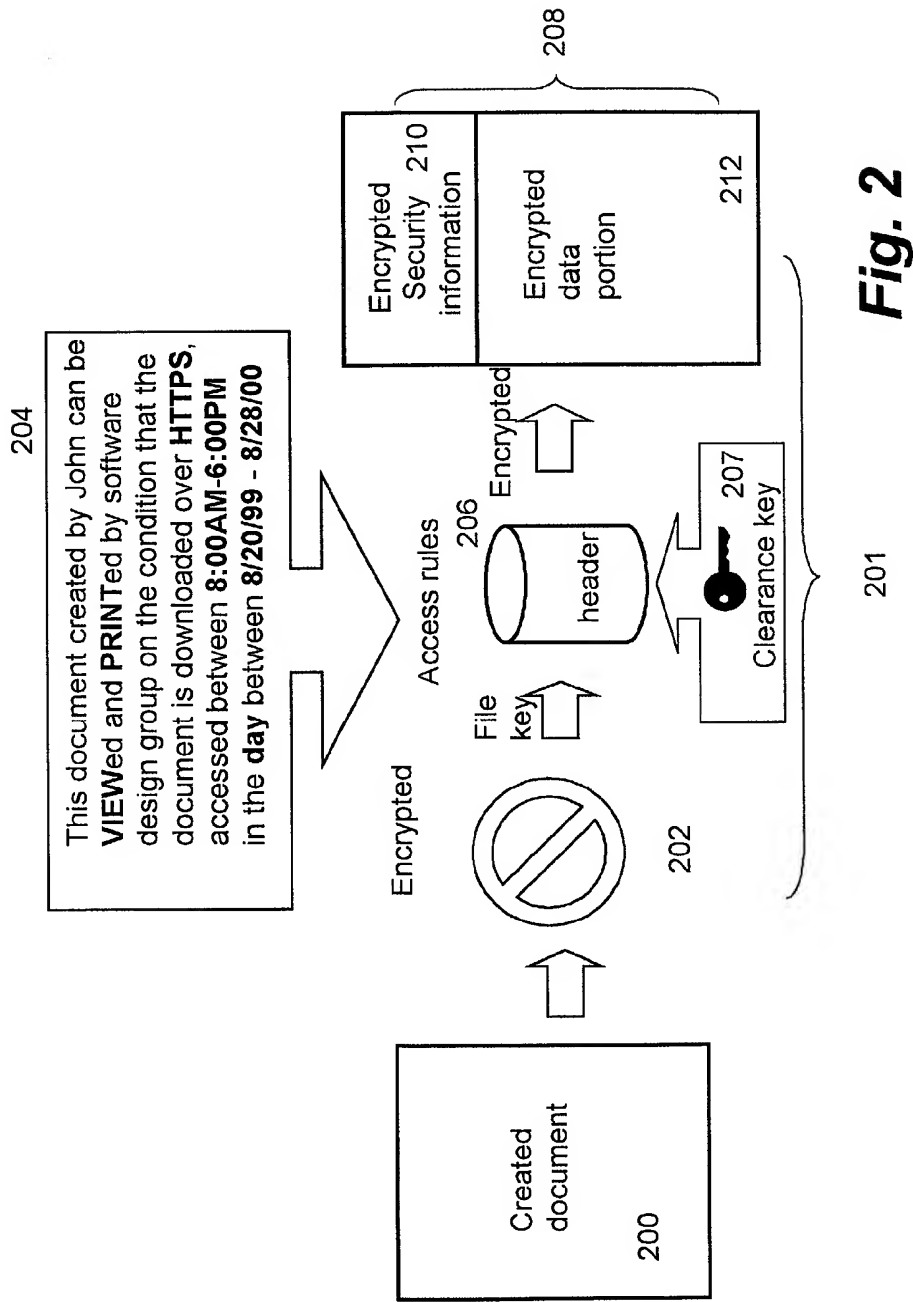 204
This document created by John can be
VIEWed and PRINTed by software
design group on the condition that the
document is downloaded over HTTPS,
accessed between 8:00AM-6:00PM
in the day between 8/20/99 - 8/28/00
Created
document
200
Encrypted
202
File
key
Access rules
206
header
207
Clearance key
Encrypted
Encrypted
Security 210
information
Encrypted
data
portion
212
208
201
Fig. 2